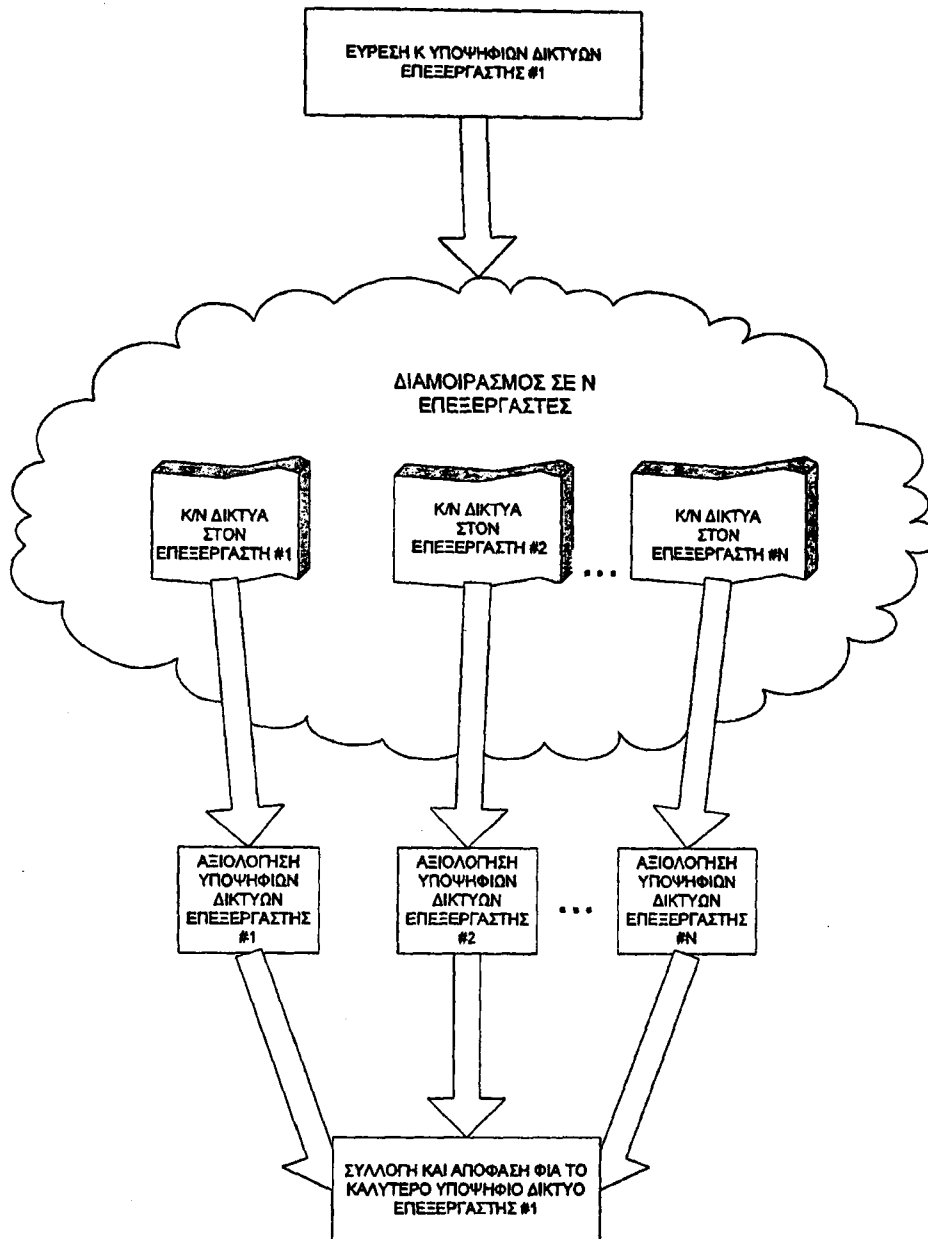 ΕΥΡΕΣΗ Κ ΥΠΟΨΗΦΙΩΝ ΔΙΚΤΥΩΝ
ΕΠΕΞΕΡΓΑΣΤΗΣ #1
ΔΙΑΜΟΙΡΑΣΜΟΣ ΣΕ Ν
ΕΠΕΞΕΡΓΑΣΤΕΣ
Κ/Ν ΔΙΚΤΥΑ
ΣΤΟΝ
ΕΠΕΞΕΡΓΑΣΤΗ #1
Κ/Ν ΔΙΚΤΥΑ
ΣΤΟΝ
ΕΠΕΞΕΡΓΑΣΤΗ #2
...
Κ/Ν ΔΙΚΤΥΑ
ΣΤΟΝ
ΕΠΕΞΕΡΓΑΣΤΗ #Ν
ΑΞΙΟΛΟΓΗΣΗ
ΥΠΟΨΗΦΙΩΝ
ΔΙΚΤΥΩΝ
ΕΠΕΞΕΡΓΑΣΤΗΣ
#1
ΑΞΙΟΛΟΓΗΣΗ
ΥΠΟΨΗΦΙΩΝ
ΔΙΚΤΥΩΝ
ΕΠΕΞΕΡΓΑΣΤΗΣ
#2
...
ΑΞΙΟΛΟΓΗΣΗ
ΥΠΟΨΗΦΙΩΝ
ΔΙΚΤΥΩΝ
ΕΠΕΞΕΡΓΑΣΤΗΣ
#Ν
ΣΥΛΛΟΓΗ ΚΑΙ ΑΠΟΦΑΣΗ ΦΙΑ ΤΟ
ΚΑΛΥΤΕΡΟ ΥΠΟΨΗΦΙΟ ΔΙΚΤΥΟ
ΕΠΕΞΕΡΓΑΣΤΗΣ #1